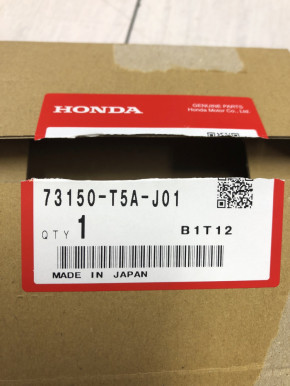 HONDA
GENUINE PARTS
Honda Motor Co., Ltd.
73150-T5A-J01
QTY 1 B1T12
MADE IN JAPAN